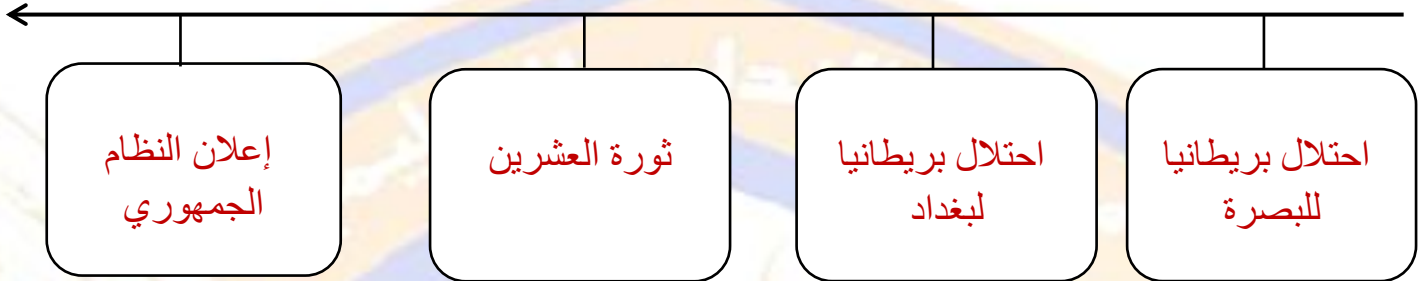 احتلال بريطانيا
للبصرة
احتلال بريطانيا
لبغداد
ثورة العشرين
إعلان النظام
الجمهوري